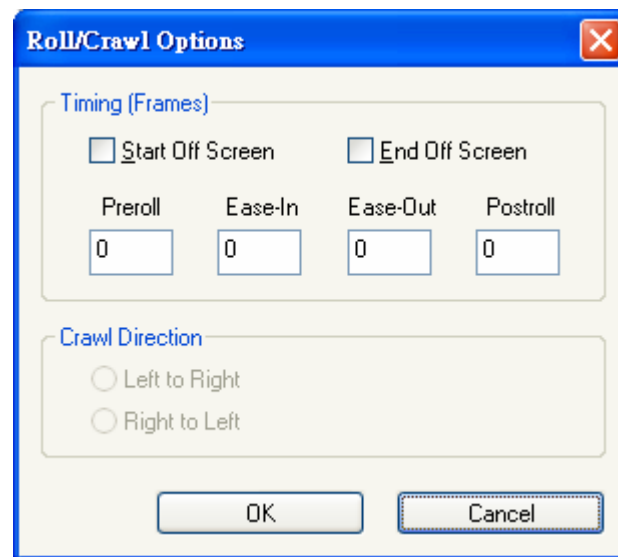 Roll/Crawl Options
Timing (Frames)
Start Off Screen End Off Screen
Preroll Ease-In Ease-Out Postroll
0 0 0 0
Crawl Direction
Left to Right
Right to Left
OK Cancel